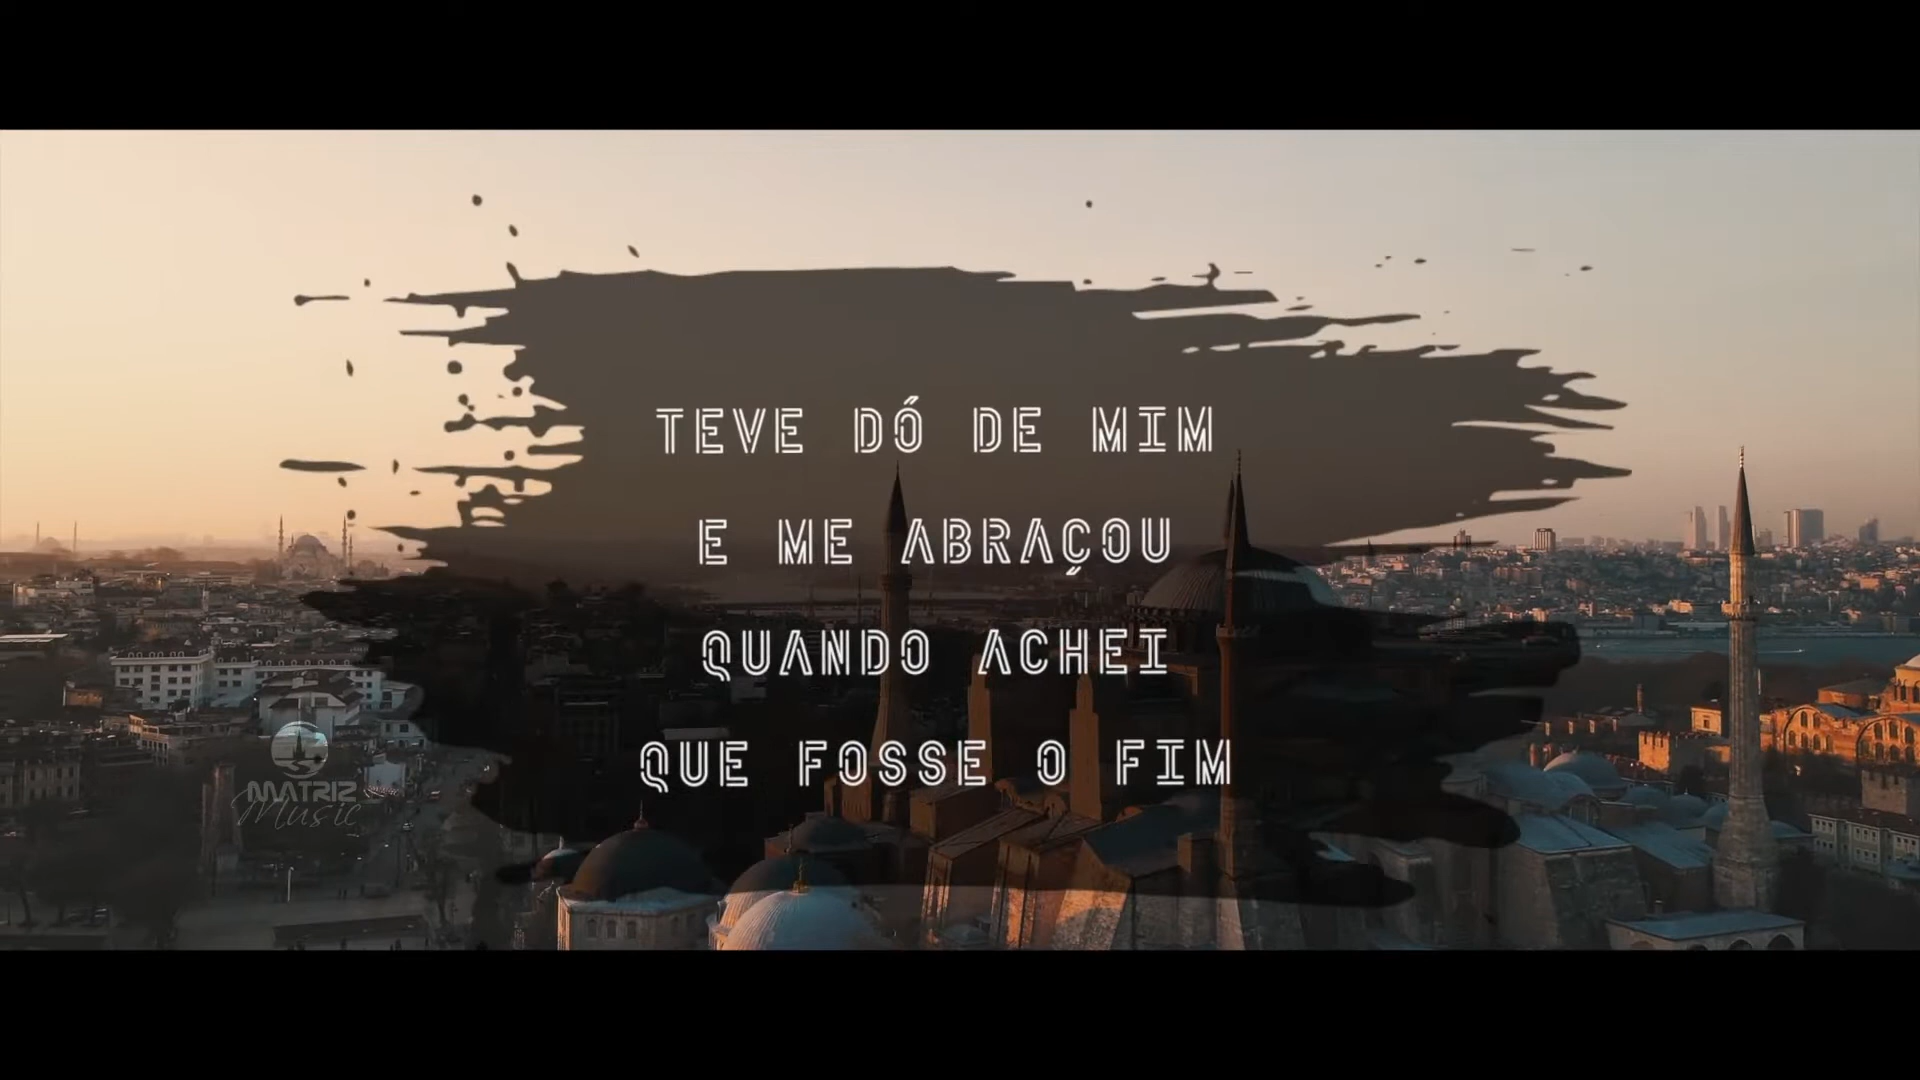 TEVE DÓ DE MIM
E ME ABRAÇOU
QUANDO ACHEI
QUE FOSSE O FIM
MATRIZ
Music